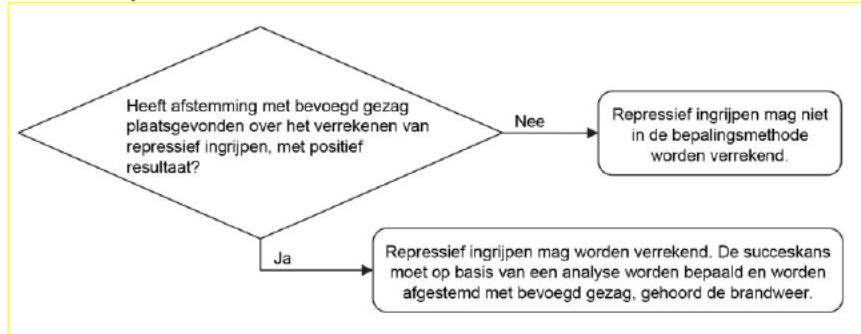 Heeft afstemming met bevoegd gezag
plaatsgevonden over het verrekenen van
repressief ingrijpen, met positief
resultaat?
Nee
Repressief ingrijpen mag niet
in de bepalingsmethode
worden verrekend.
Ja
Repressief ingrijpen mag worden verrekend. De succeskans
moet op basis van een analyse worden bepaald en worden
afgestemd met bevoegd gezag, gehoord de brandweer.